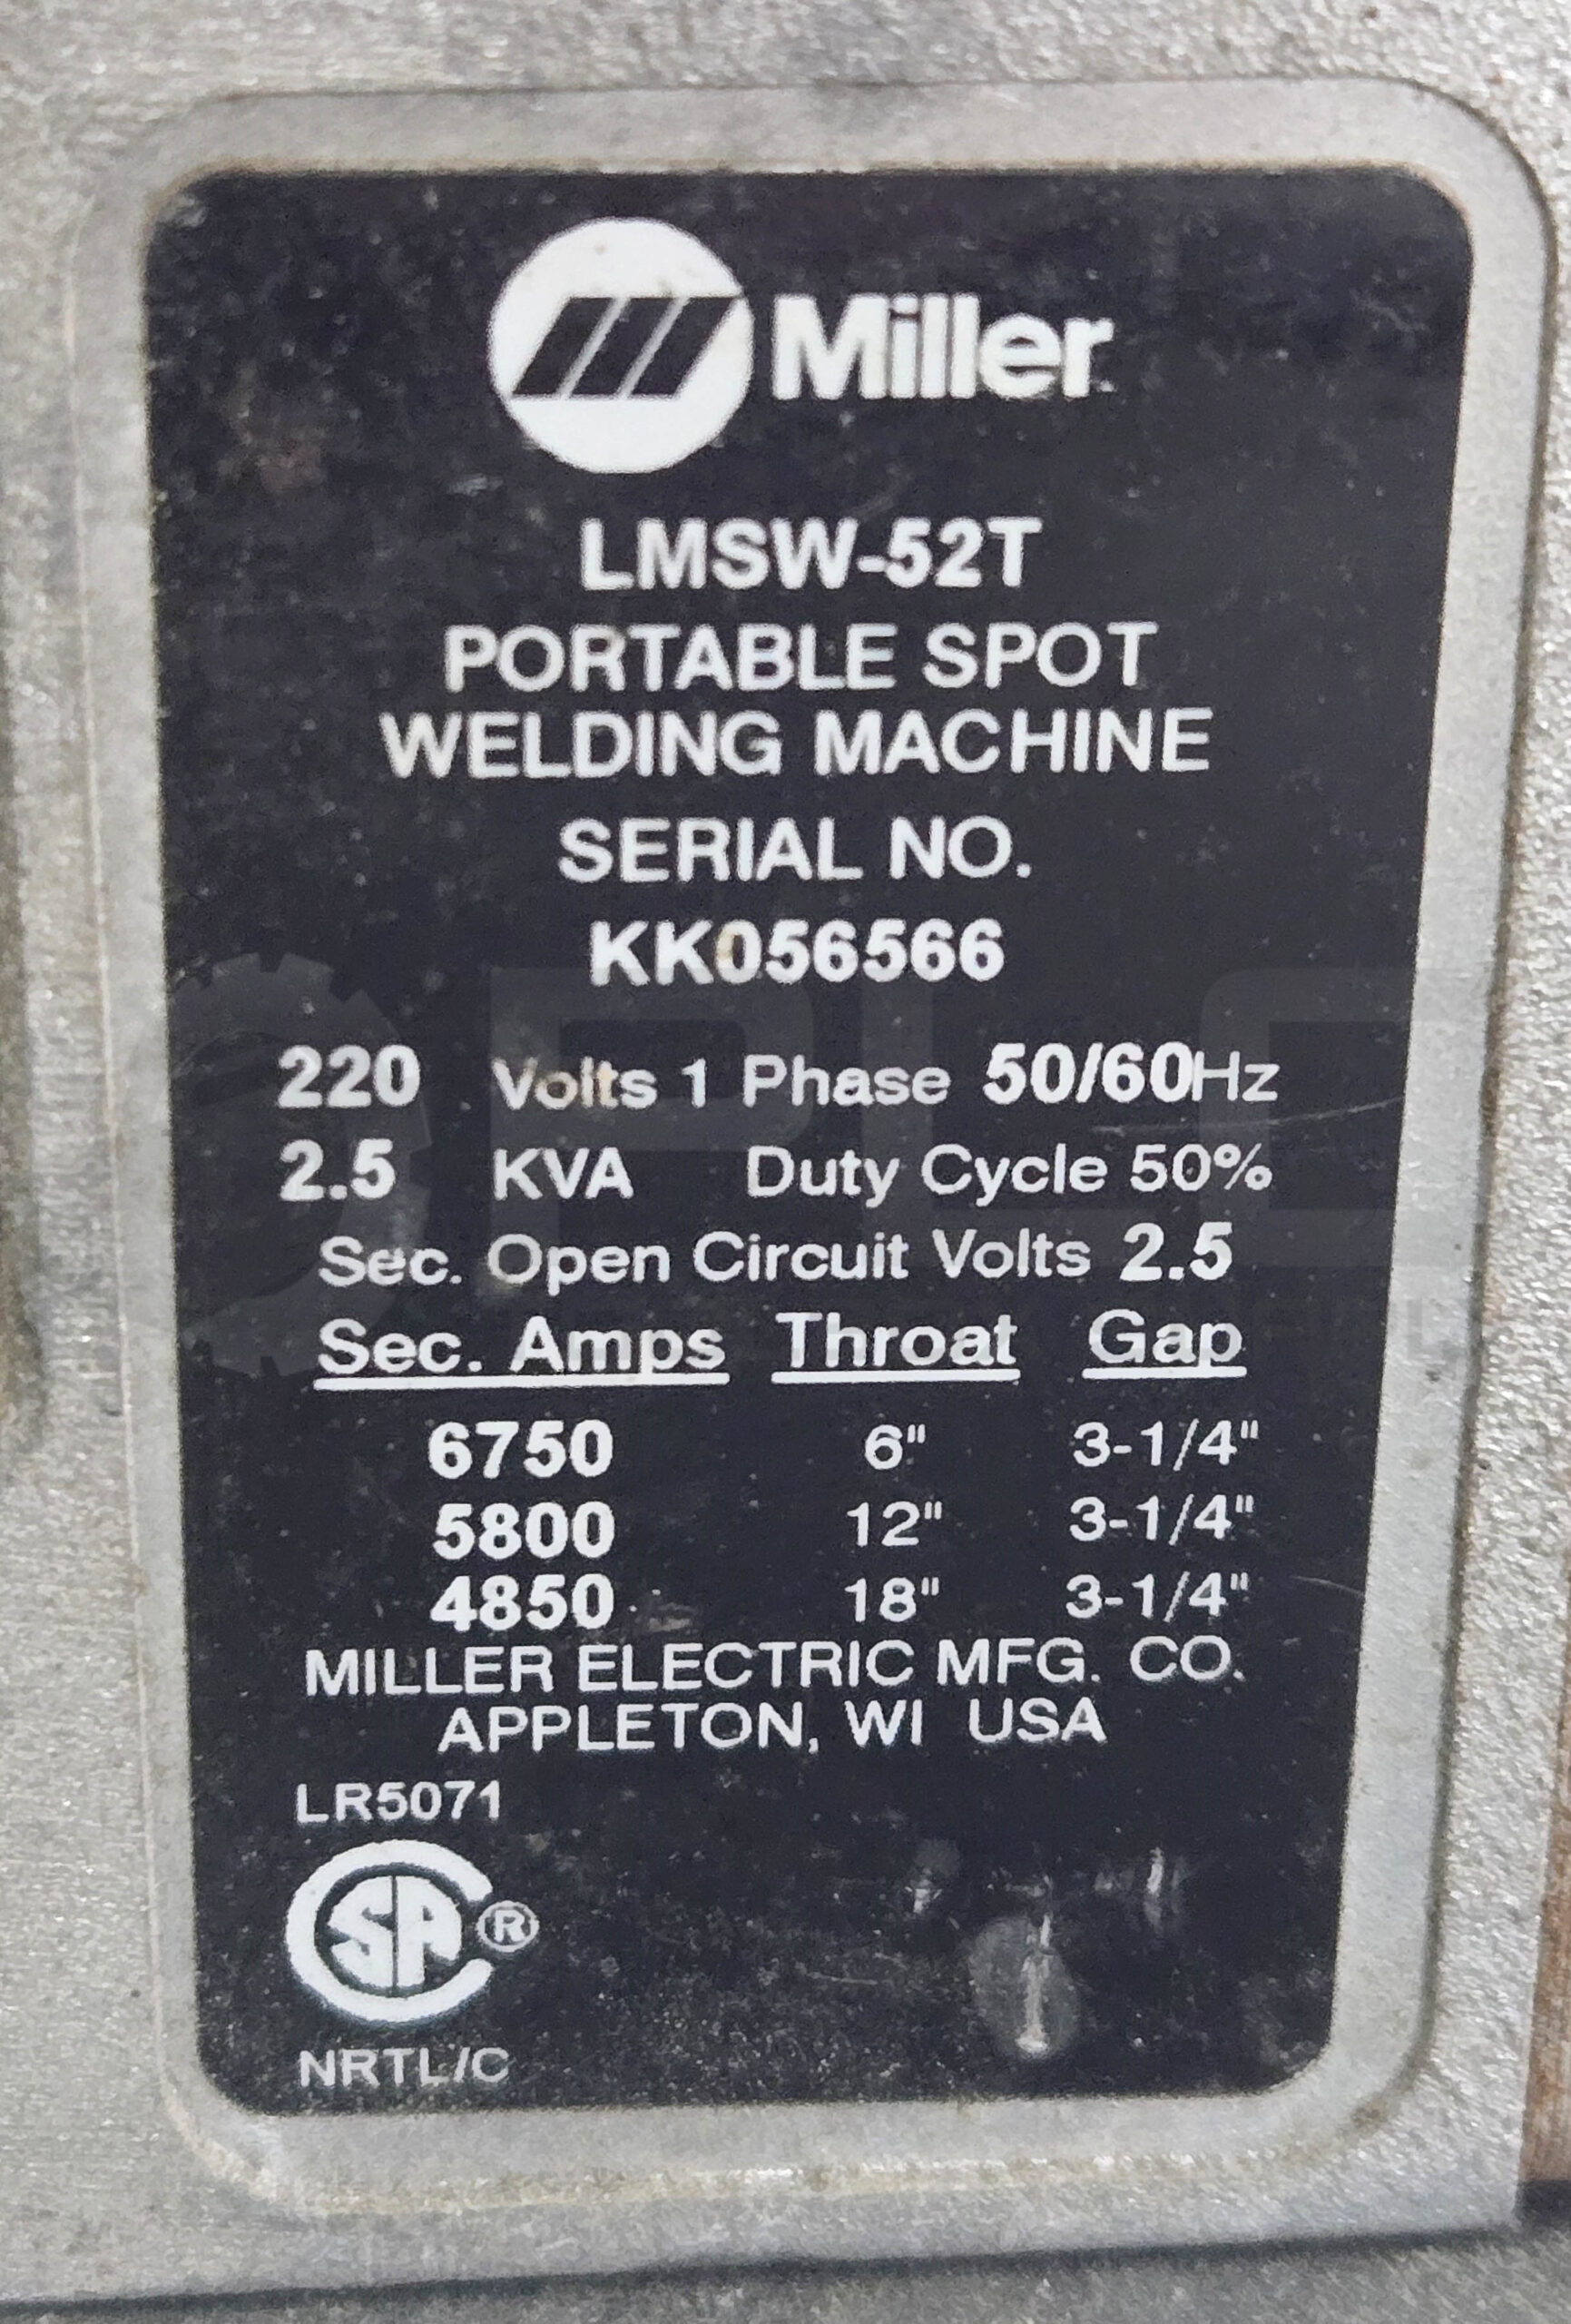 Miller
LMSW-52T
PORTABLE SPOT
WELDING MACHINE
SERIAL NO.
KK056566
220 Volts 1 Phase 50/60Hz
2.5 KVA Duty Cycle 50%
Sec. Open Circuit Volts 2.5
Sec. Amps Throat Gap
6750 6" 3-1/4"
5800 12" 3-1/4"
4850 18" 3-1/4"
MILLER ELECTRIC MFG. CO.
APPLETON, WI USA
LR5071
CSA ®
NRTL/C